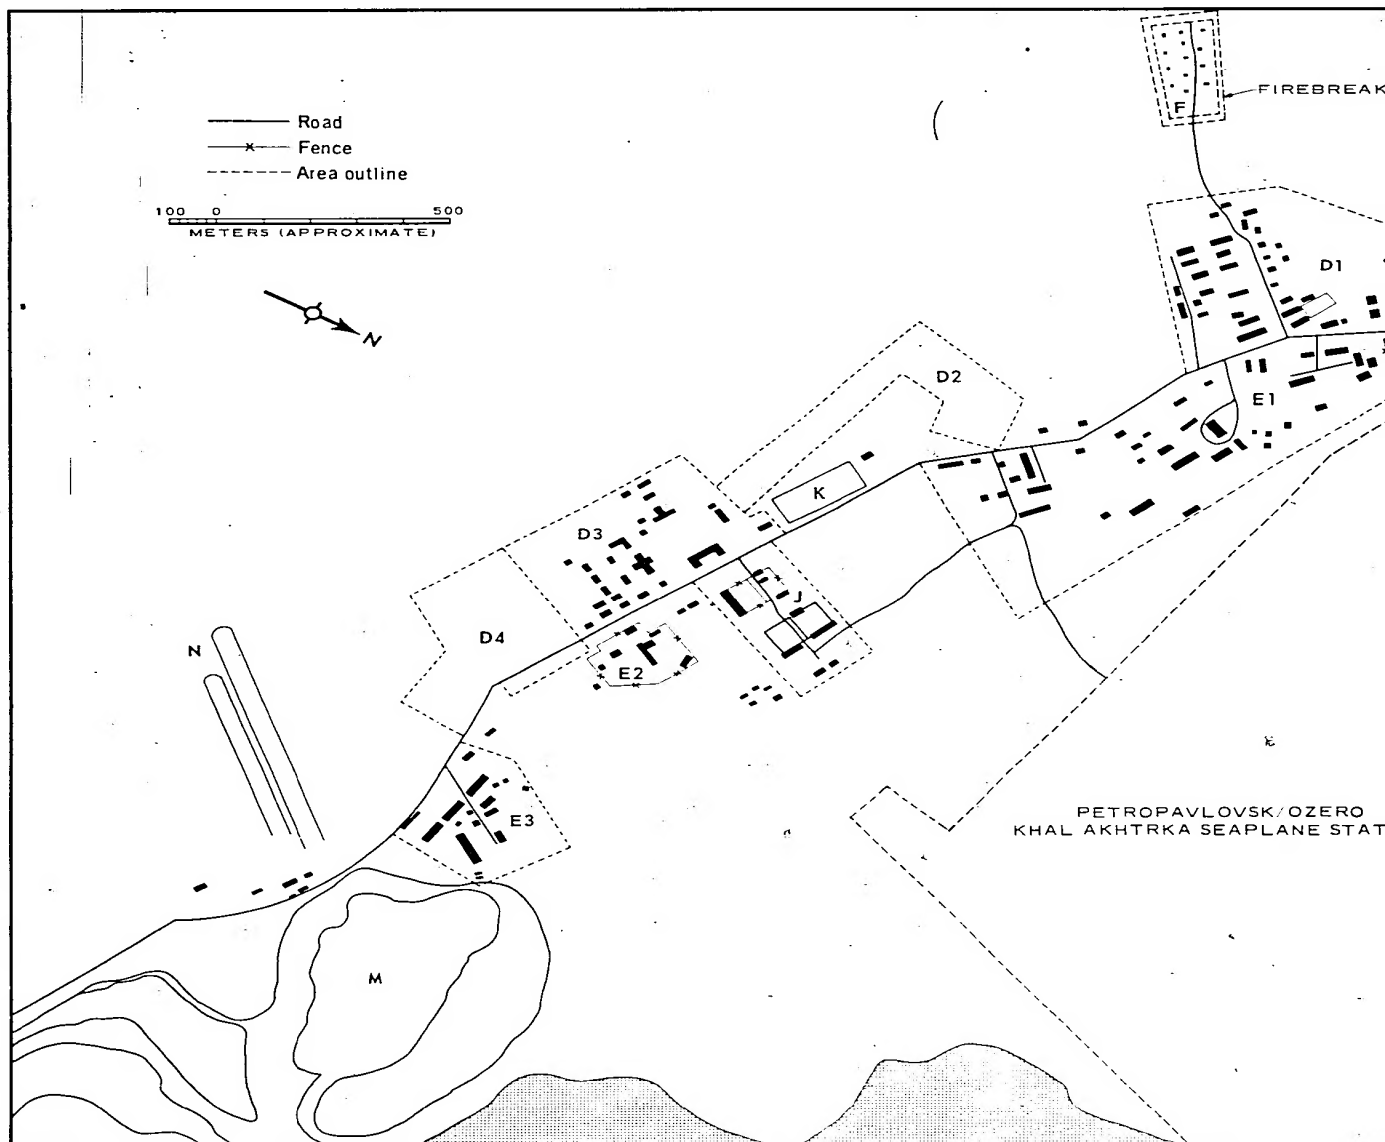 FIREBREAK
F
Road
Fence
Area outline
100 0 500
METERS (APPROXIMATE)
N
D1
D2
E1
K
D3
J
D4
N
E2
E3
PETROPAVLOVSK/OZERO
KHAL AKHTRKA SEAPLANE STAT
M